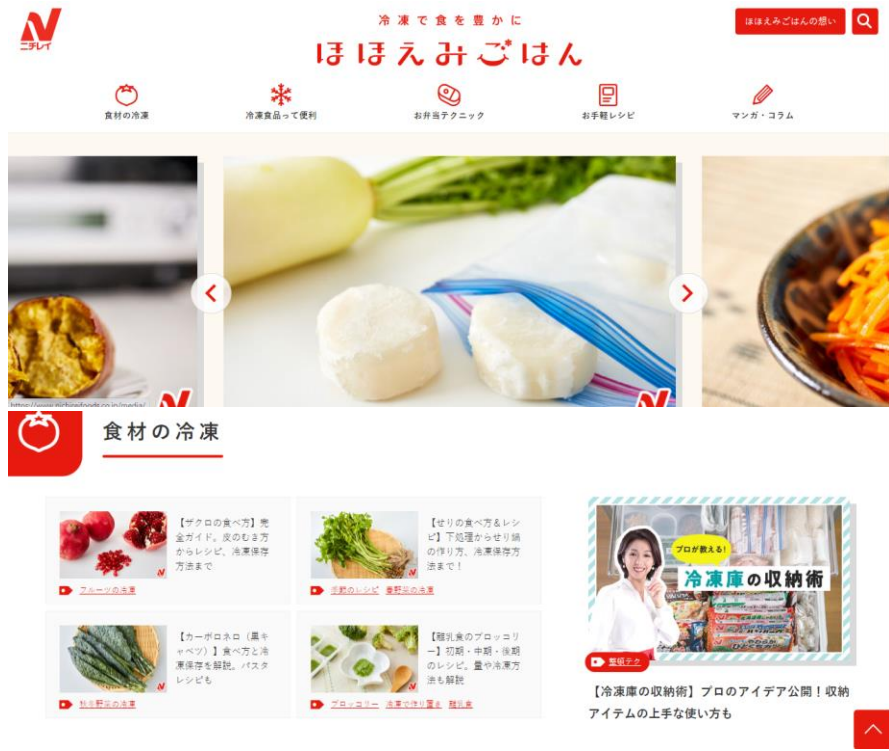 ニチレイ
冷凍で食を豊かに
ほほえみごはん
ほほえみごはんの想い
食材の冷凍
冷凍食品って便利
お弁当テクニック
お手軽レシピ
マンガ・コラム
https://www.nichireifoods.co.jp/media/
食材の冷凍
【ザクロの食べ方】完
全ガイド。皮のむき方
からレシピ、冷凍保存
方法まで
フルーツの冷凍
【せりの食べ方&レシ
ピ】下処理からせり鍋
の作り方、冷凍保存方
法まで！
季節のレシピ 春野菜の冷凍
【カーボロネロ（黒キ
ャベツ）】食べ方と冷
凍保存を解説。パスタ
レシピも
秋冬野菜の冷凍
【離乳食のブロッコリ
ー】初期・中期・後期
のレシピ。量や冷凍方
法も解説
ブロッコリー 冷凍で作り置き 離乳食
プロが教える！
冷凍庫の収納術
整頓テク
【冷凍庫の収納術】プロのアイデア公開！収納
アイテムの上手な使い方も